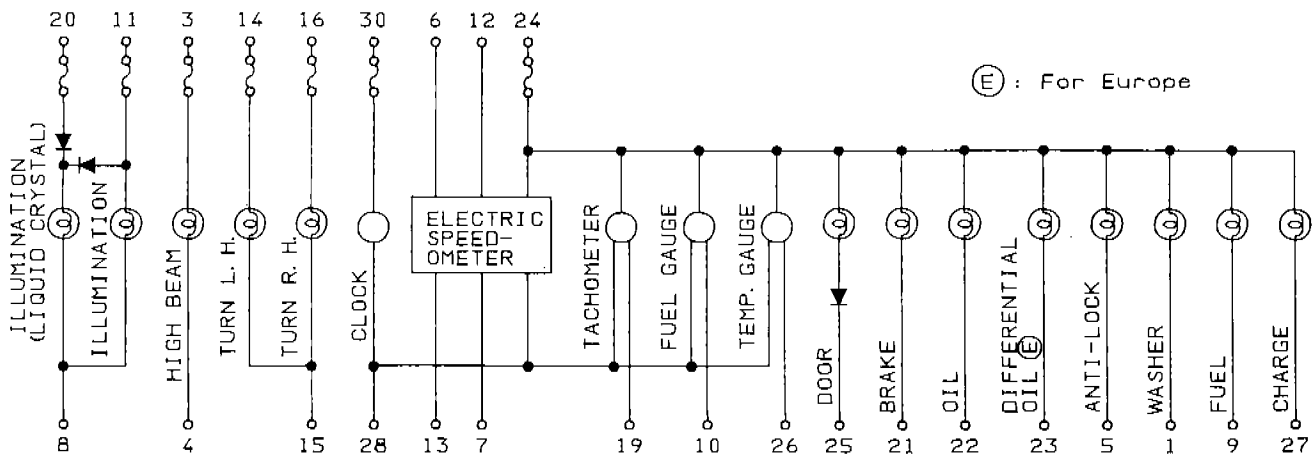 20 11 3 14 16 30 6 12 24
Ⓔ : For Europe
ILLUMINATION
(LIQUID CRYSTAL)
ILLUMINATION
HIGH BEAM
TURN L. H.
TURN R. H.
CLOCK
ELECTRIC
SPEED-
OMETER
TACHOMETER
FUEL GAUGE
TEMP. GAUGE
DOOR
BRAKE
OIL
DIFFERENTIAL
OIL Ⓔ
ANTI-LOCK
WASHER
FUEL
CHARGE
8 4 15 28 13 7 19 10 26 25 21 22 23 5 1 9 27